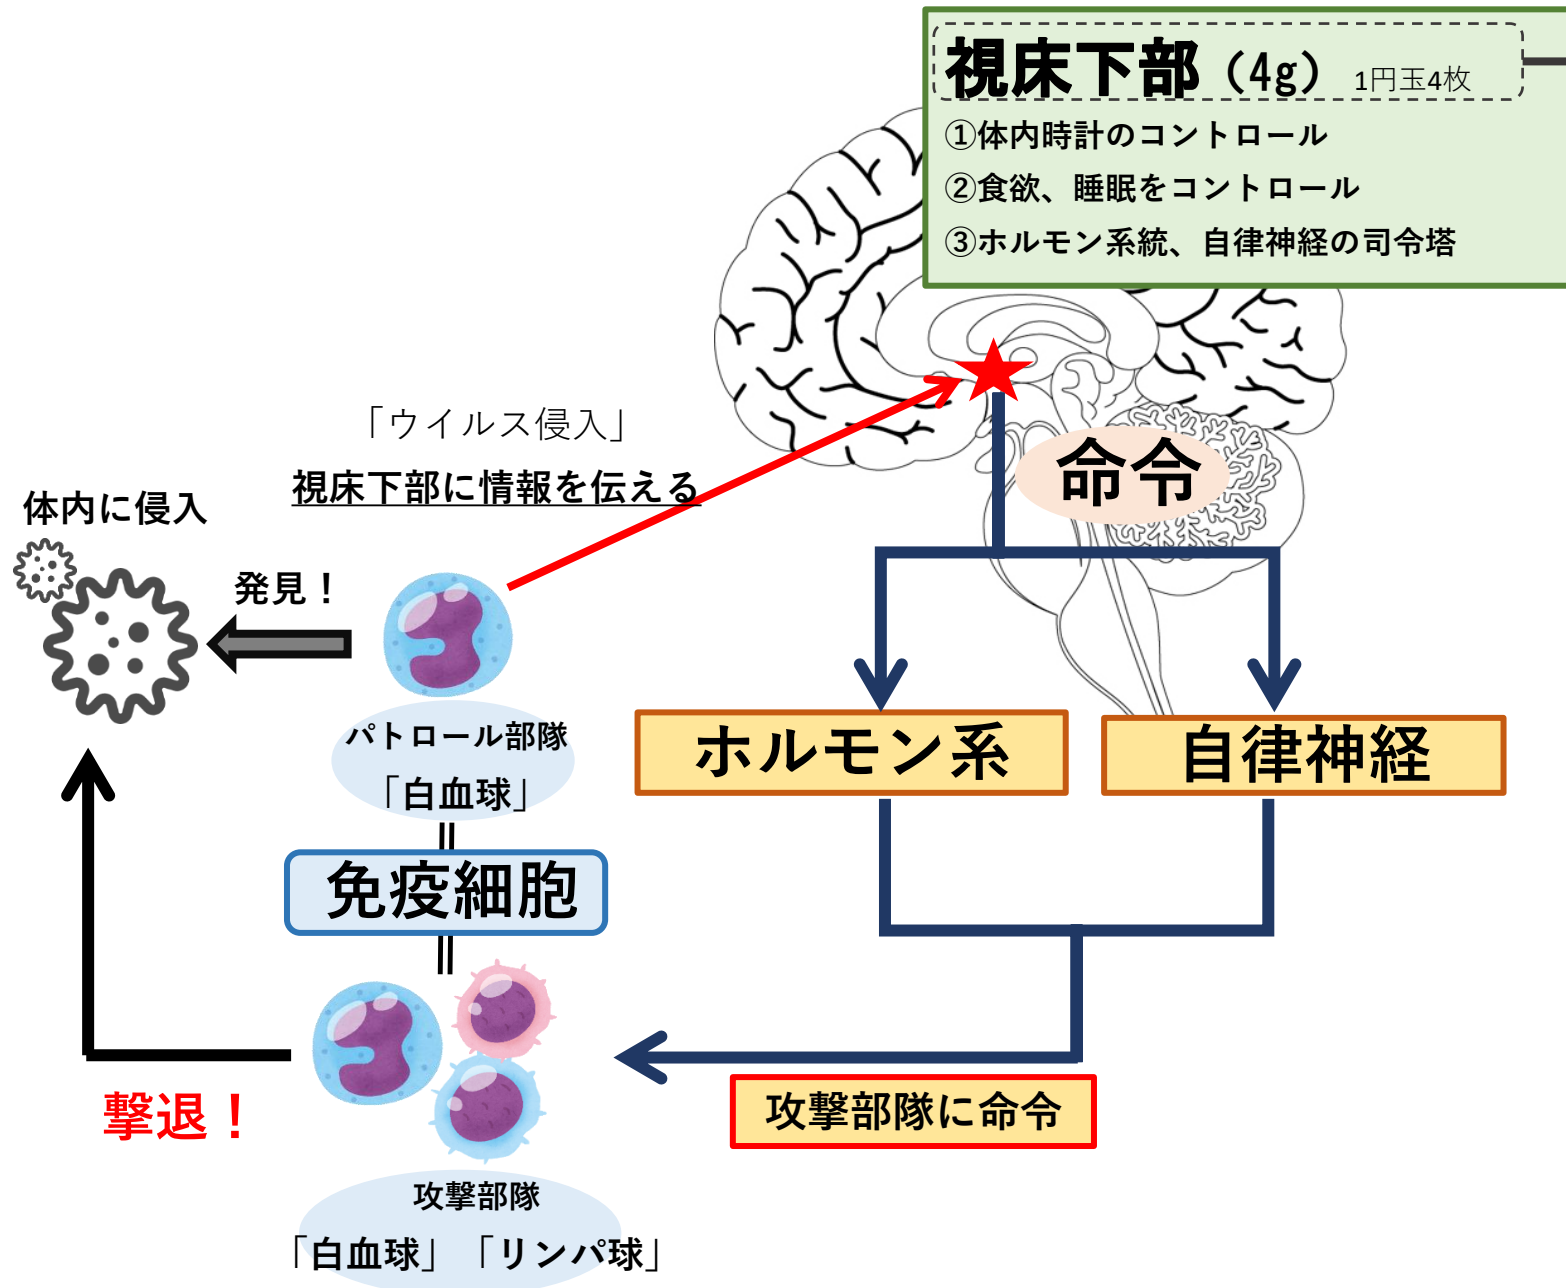 視床下部（4g） 1円玉4枚
①体内時計のコントロール
②食欲、睡眠をコントロール
③ホルモン系統、自律神経の司令塔
「ウイルス侵入」
視床下部に情報を伝える
命令
体内に侵入
発見！
パトロール部隊
「白血球」
ホルモン系
自律神経
免疫細胞
攻撃部隊に命令
撃退！
攻撃部隊
「白血球」「リンパ球」